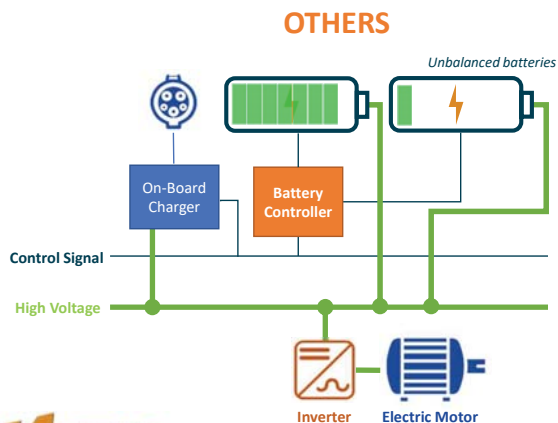 OTHERS
Unbalanced batteries
On-Board
Charger
Battery
Controller
Control Signal
High Voltage
Inverter
Electric Motor